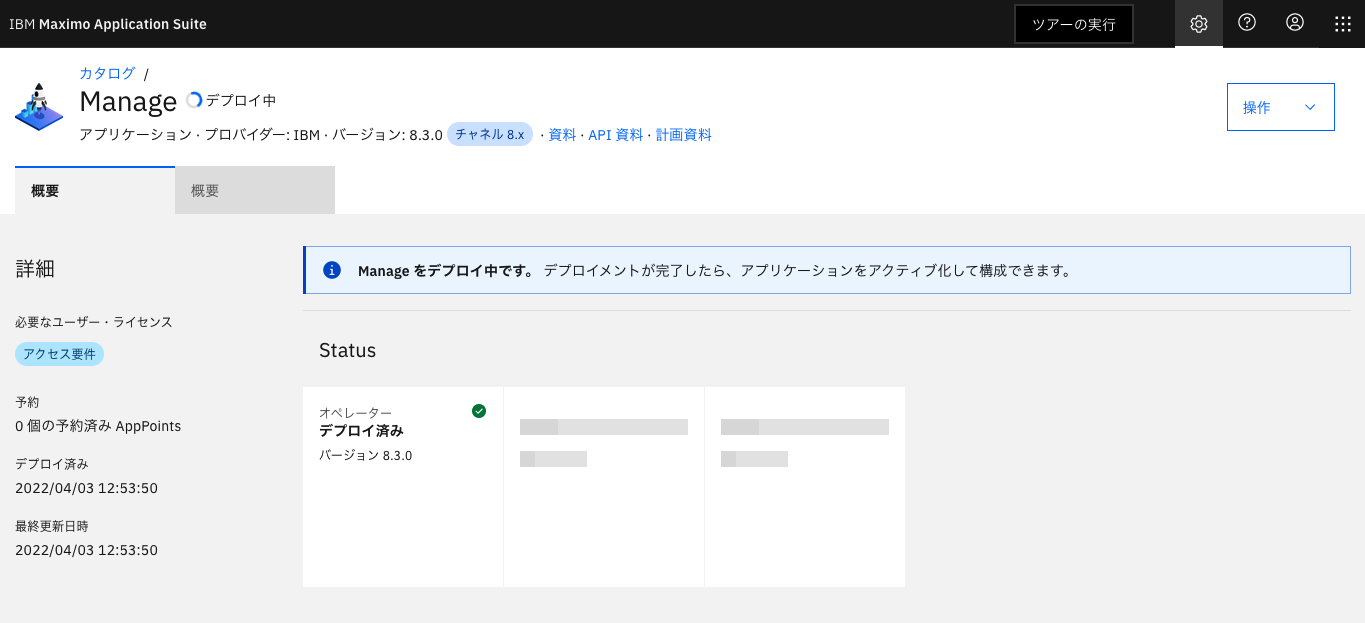 IBM Maximo Application Suite
ツアーの実行
カタログ /
Manage デプロイ中
アプリケーション · プロバイダー: IBM · バージョン: 8.3.0 チャネル 8.x · 資料 · API 資料 · 計画資料
操作
概要
概要
詳細
必要なユーザー・ライセンス
アクセス要件
予約
0 個の予約済み AppPoints
デプロイ済み
2022/04/03 12:53:50
最終更新日時
2022/04/03 12:53:50
Manage をデプロイ中です。 デプロイメントが完了したら、アプリケーションをアクティブ化して構成できます。
Status
オペレーター
デプロイ済み
バージョン 8.3.0